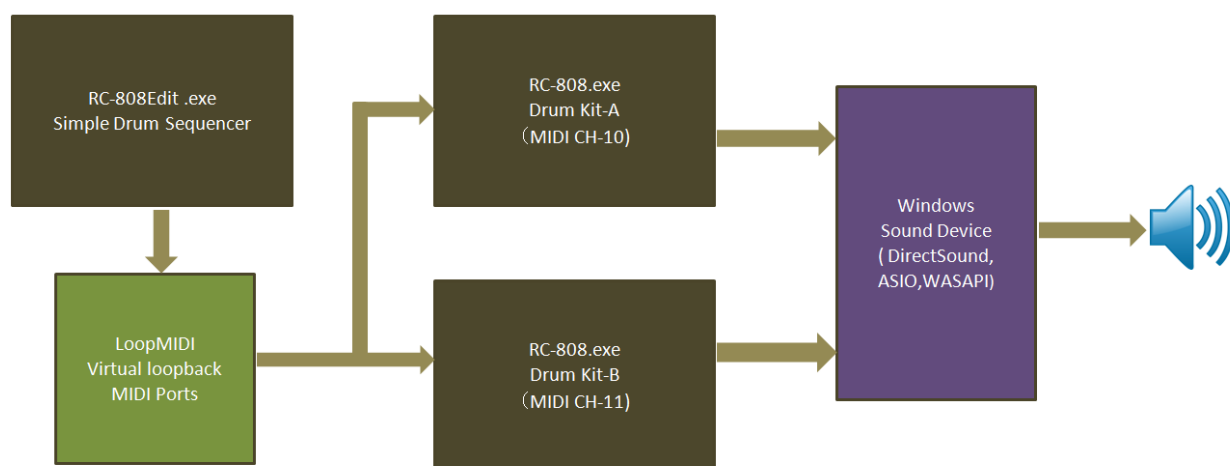 RC-808Edit .exe
Simple Drum Sequencer
LoopMIDI
Virtual loopback
MIDI Ports
RC-808.exe
Drum Kit-A
（MIDI CH-10)
RC-808.exe
Drum Kit-B
（MIDI CH-11)
Windows
Sound Device
( DirectSound,
ASIO,WASAPI)